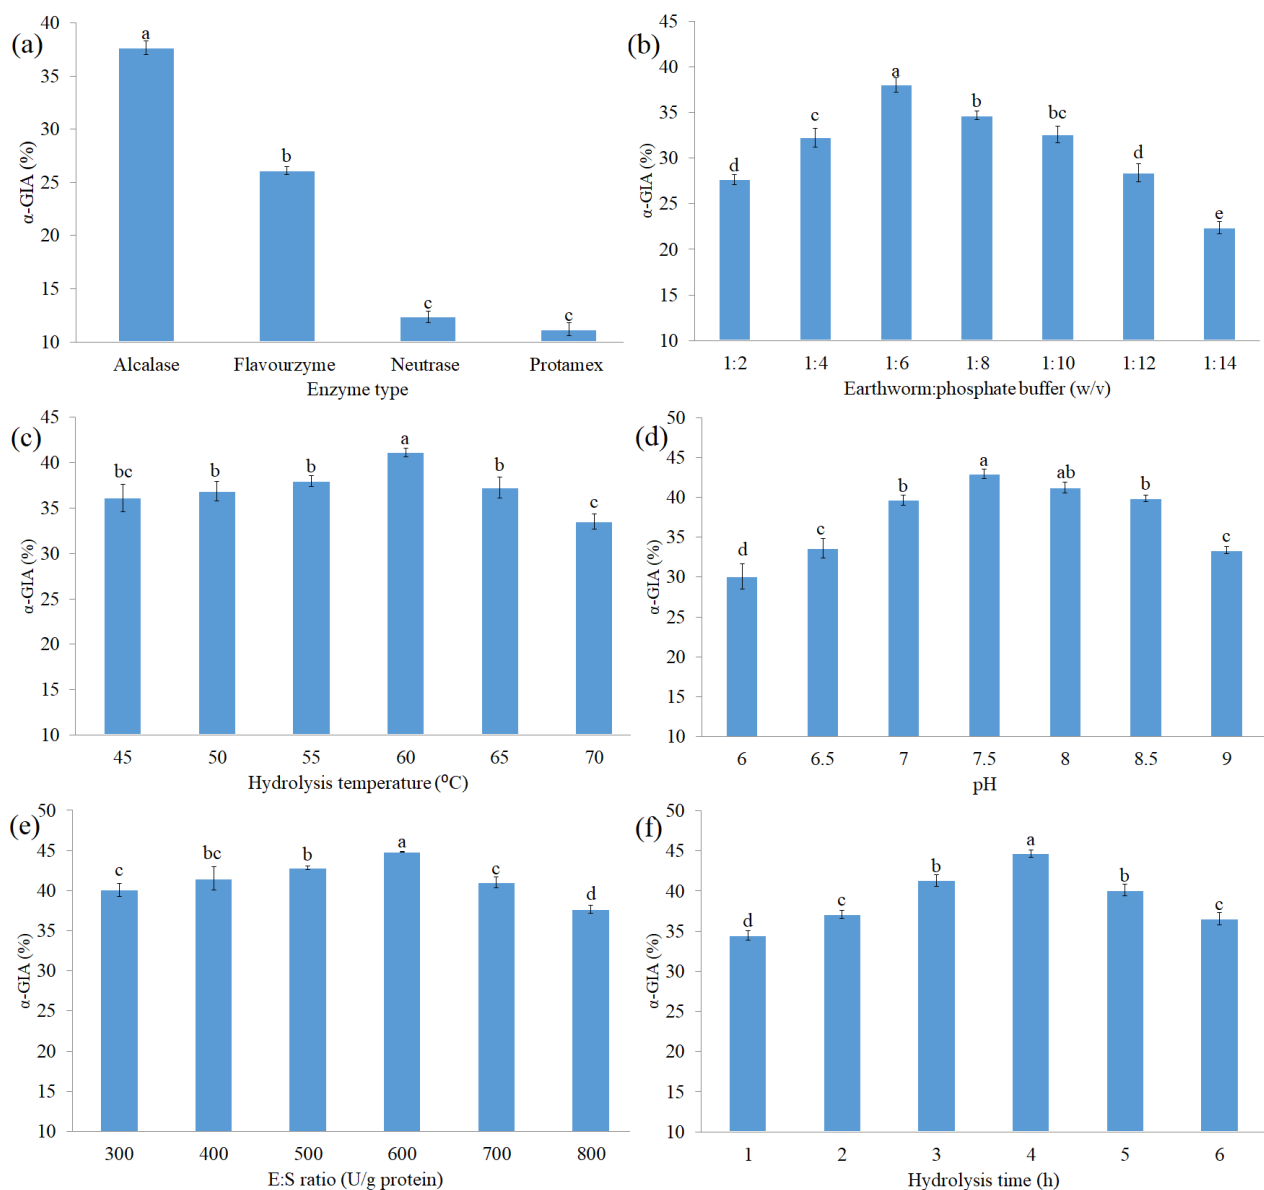 (a)
α-GIA (%)
40
35
30
25
20
15
10
a
b
c
c
Alcalase Flavourzyme Neutrase Protamex
Enzyme type
(b)
α-GIA (%)
45
40
35
30
25
20
15
10
d
c
a
b
bc
d
e
1:2 1:4 1:6 1:8 1:10 1:12 1:14
Earthworm:phosphate buffer (w/v)
(c)
α-GIA (%)
45
40
35
30
25
20
15
10
bc
b
b
a
b
c
45 50 55 60 65 70
Hydrolysis temperature (⁰C)
(d)
α-GIA (%)
50
45
40
35
30
25
20
15
10
d
c
b
a
ab
b
c
6 6.5 7 7.5 8 8.5 9
pH
(e)
α-GIA (%)
50
45
40
35
30
25
20
15
10
c
bc
b
a
c
d
300 400 500 600 700 800
E:S ratio (U/g protein)
(f)
α-GIA (%)
50
45
40
35
30
25
20
15
10
d
c
b
a
b
c
1 2 3 4 5 6
Hydrolysis time (h)